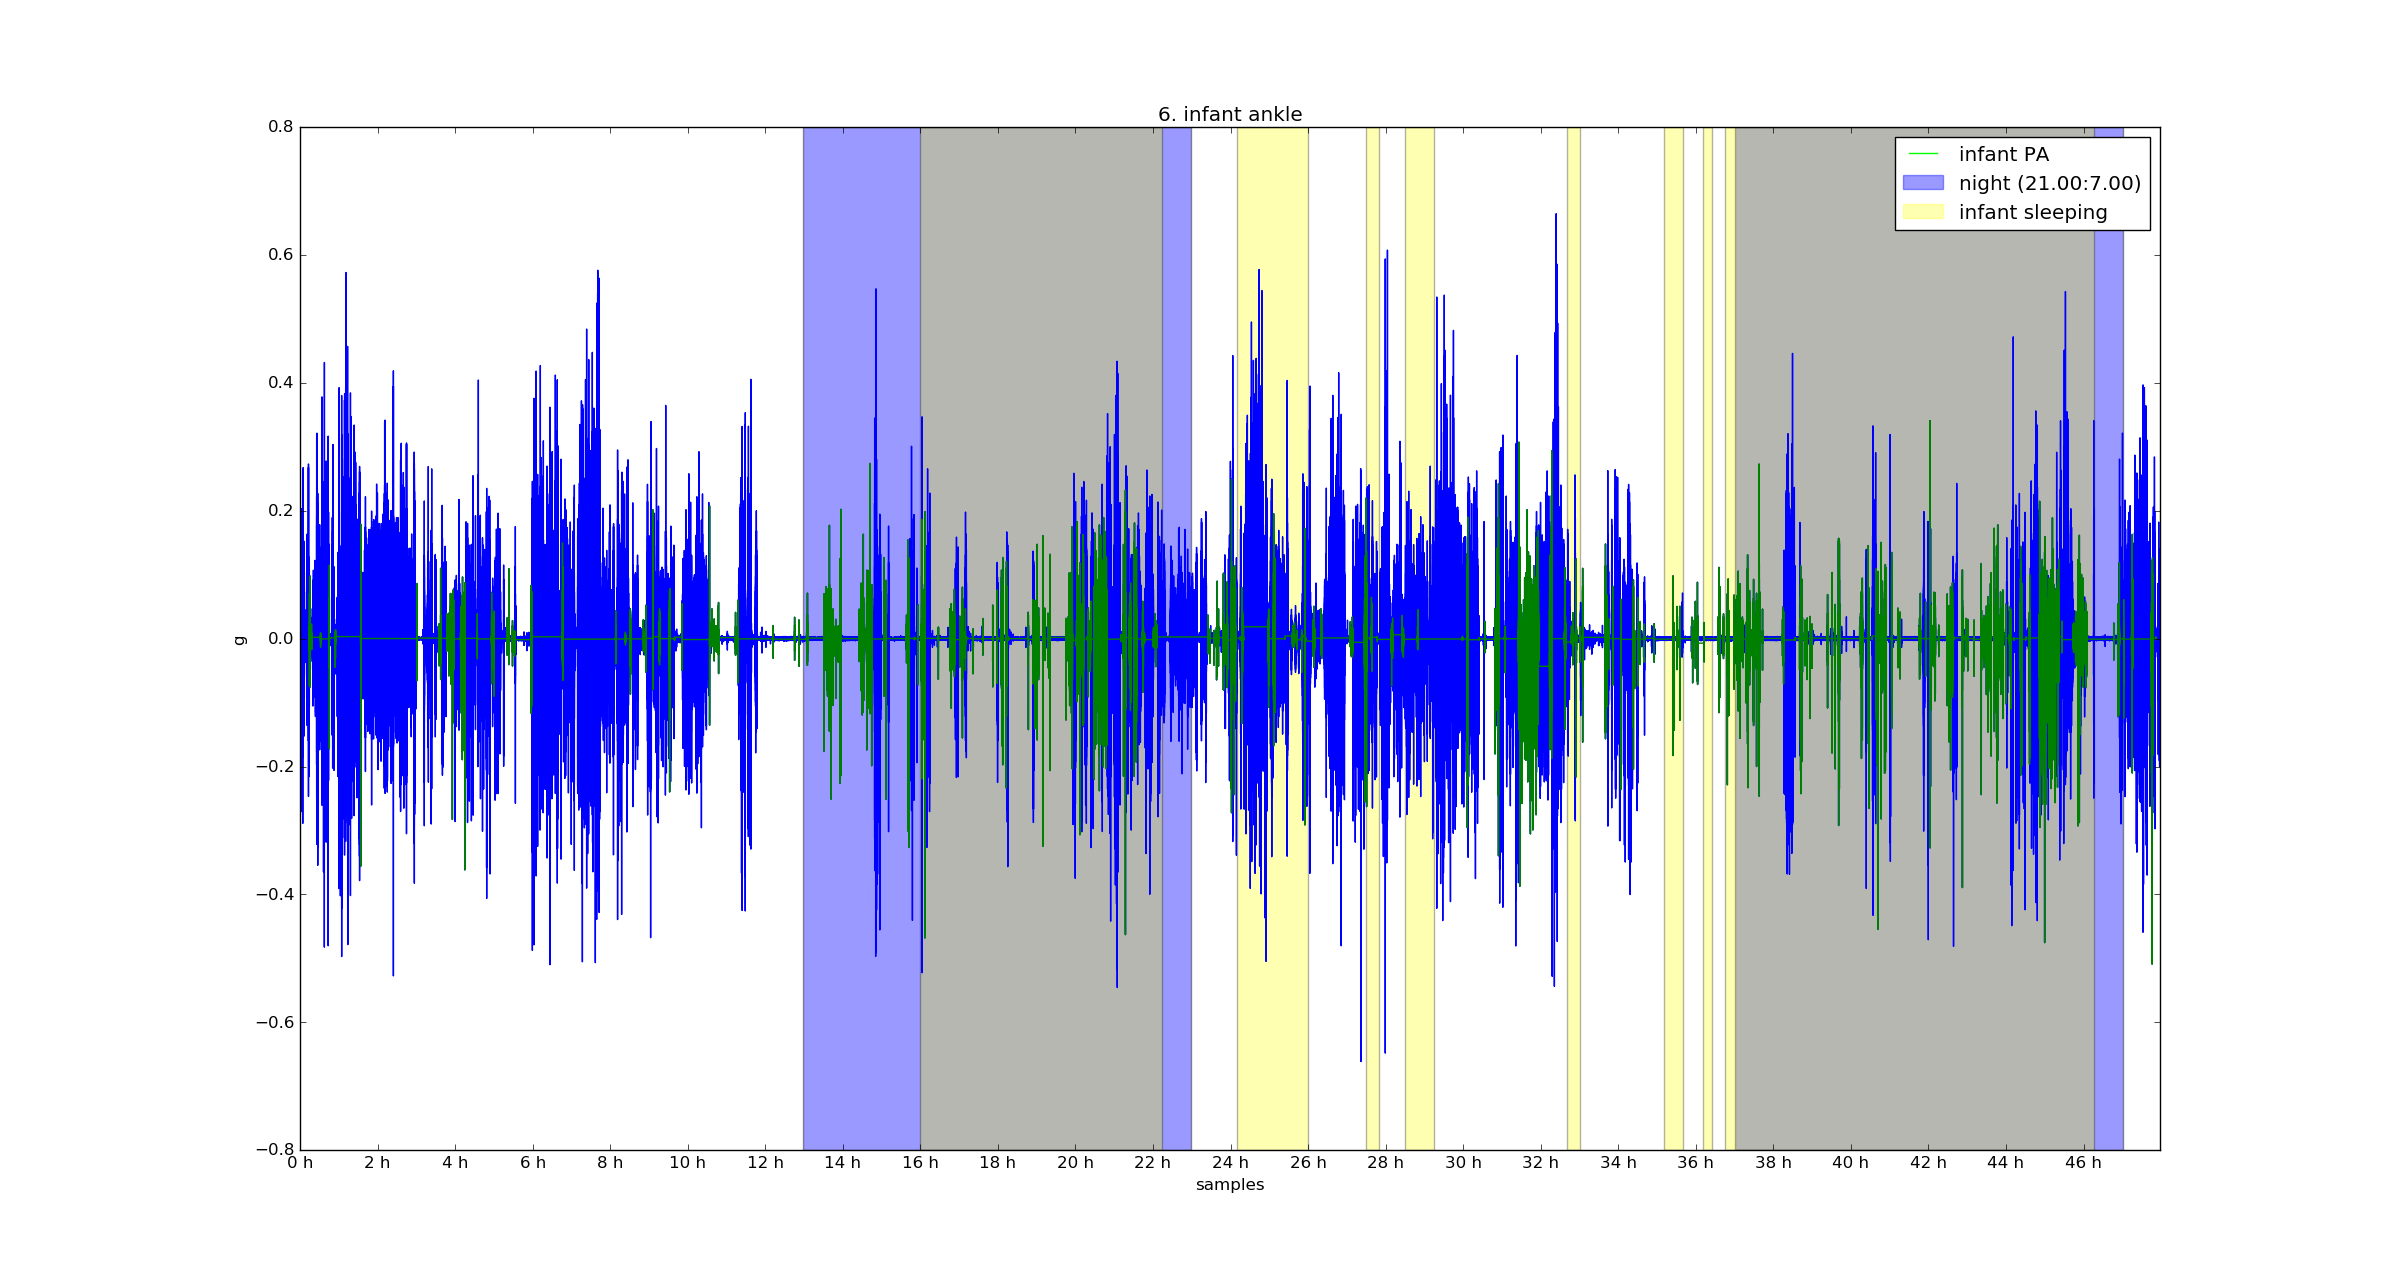 6. infant ankle
0.8
0.6
0.4
0.2
0.0
−0.2
−0.4
−0.6
−0.8
g
infant PA
night (21.00:7.00)
infant sleeping
0 h 2 h 4 h 6 h 8 h 10 h 12 h 14 h 16 h 18 h 20 h 22 h 24 h 26 h 28 h 30 h 32 h 34 h 36 h 38 h 40 h 42 h 44 h 46 h
samples